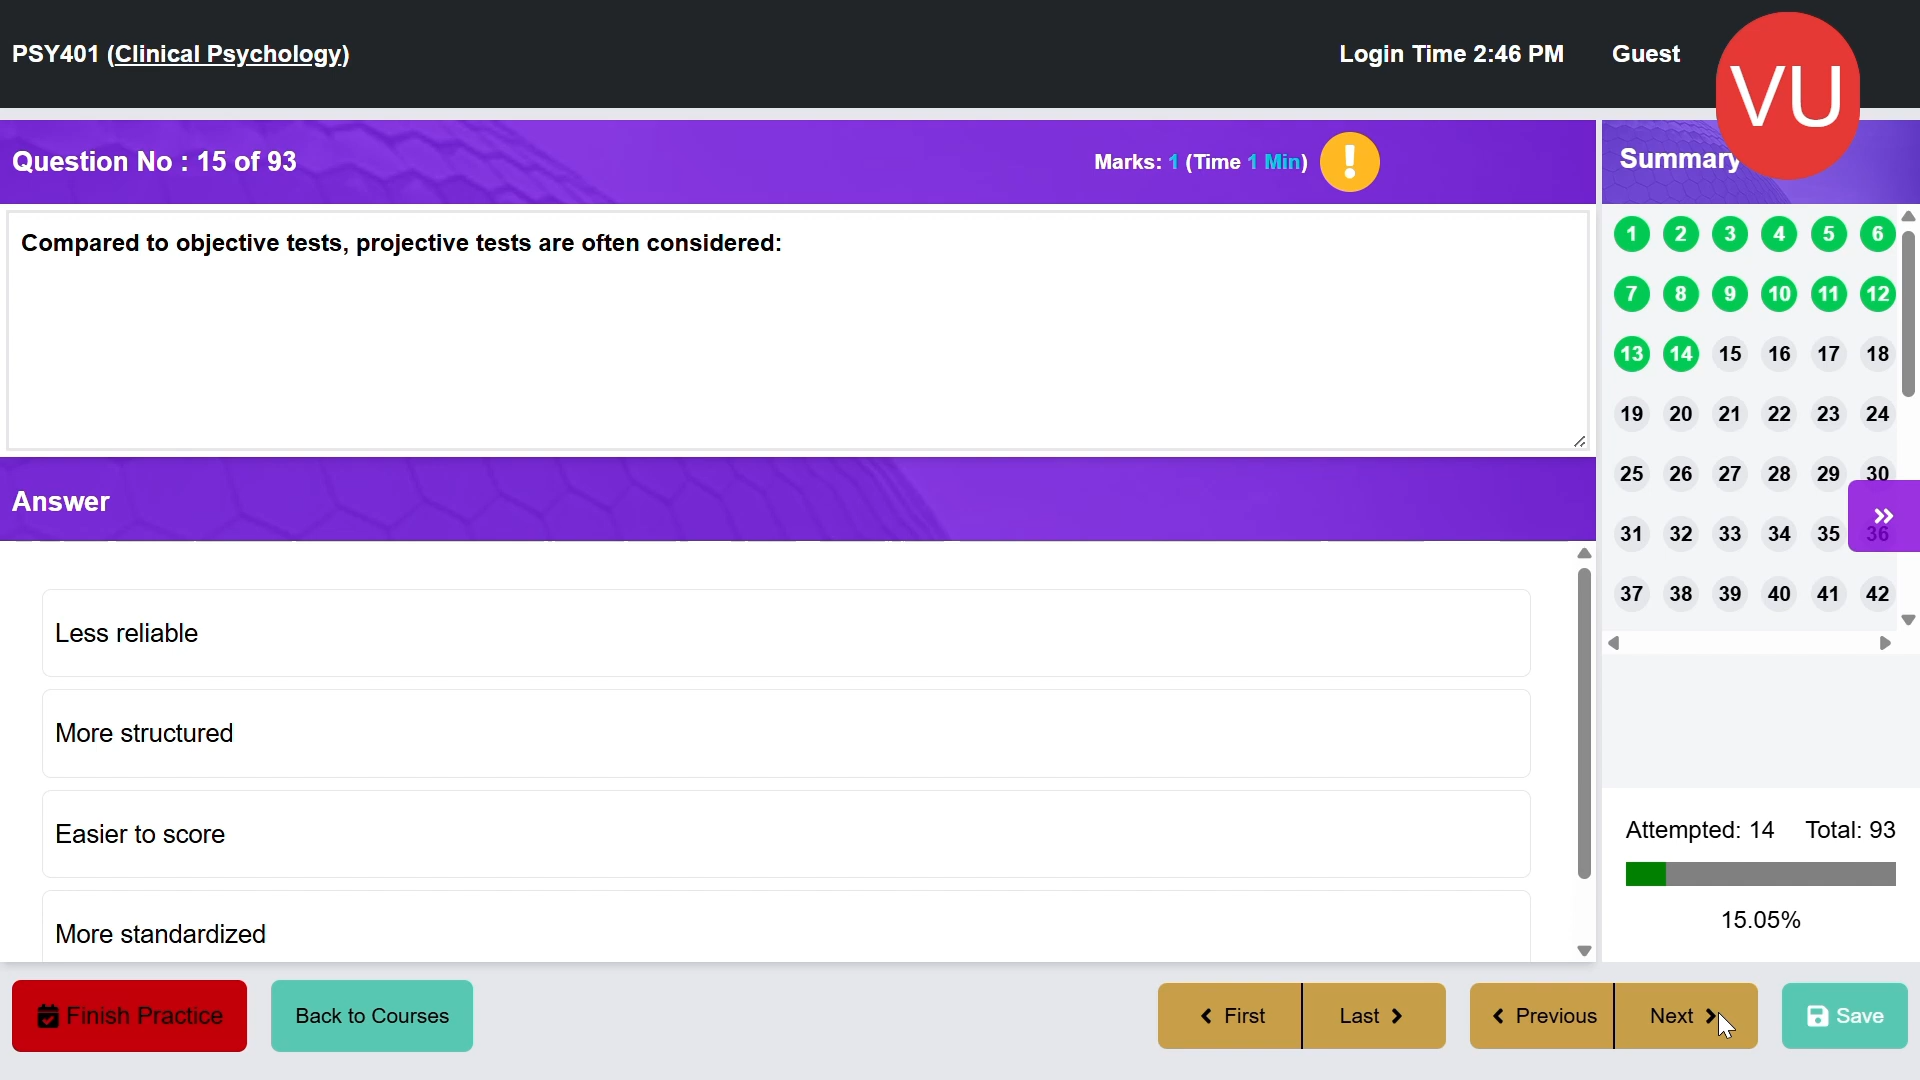 PSY401 (Clinical Psychology)
Login Time 2:46 PM
Guest
VU
Question No : 15 of 93
Marks: 1 (Time 1 Min)
Summary
Compared to objective tests, projective tests are often considered:
1 2 3 4 5 6
7 8 9 10 11 12
13 14 15 16 17 18
19 20 21 22 23 24
25 26 27 28 29 30
31 32 33 34 35 36
37 38 39 40 41 42
Answer
Less reliable
More structured
Easier to score
More standardized
Attempted: 14 Total: 93
15.05%
Finish Practice
Back to Courses
First
Last
Previous
Next
Save